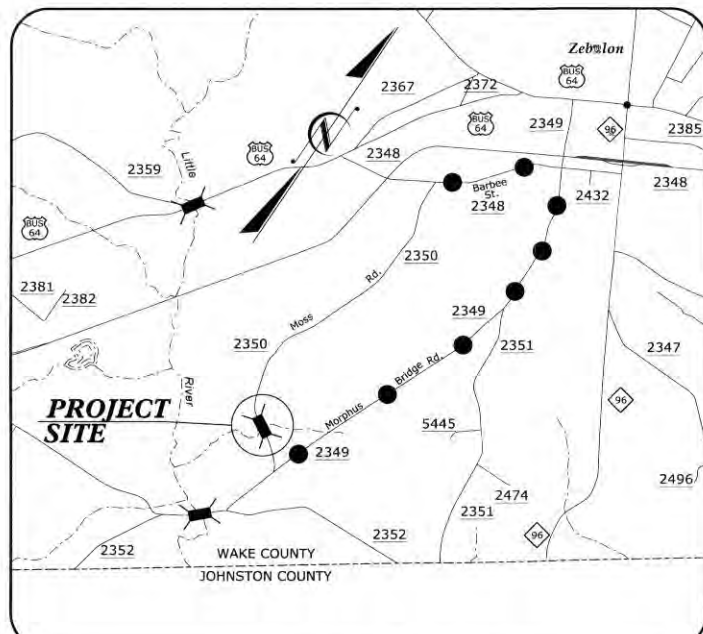 Zebulon
BUS
64
2367
2372
BUS
64
2349
96
2385
2359
Little
BUS
64
N
2348
Barbee
St.
2348
2432
2348
BUS
64
2350
Rd.
2381
2382
Moss
2349
2351
2347
2350
River
Bridge Rd.
96
PROJECT
SITE
Morphus
5445
2349
2496
2474
2351
96
2352
2352
WAKE COUNTY
JOHNSTON COUNTY